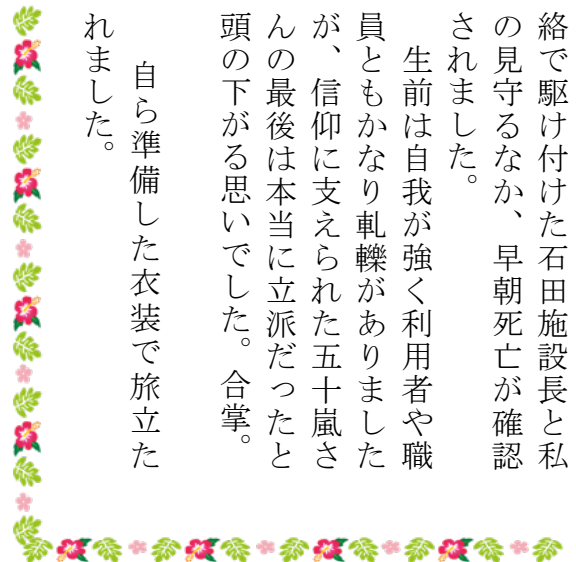 絡で駆け付けた石田施設長と私
の見守るなか、早朝死亡が確認
されました。
生前は自我が強く利用者や職
員ともかなり軋轢がありました
が、信仰に支えられた五十嵐さ
んの最後は本当に立派だったと
頭の下がる思いでした。合掌。
自ら準備した衣装で旅立た
れました。